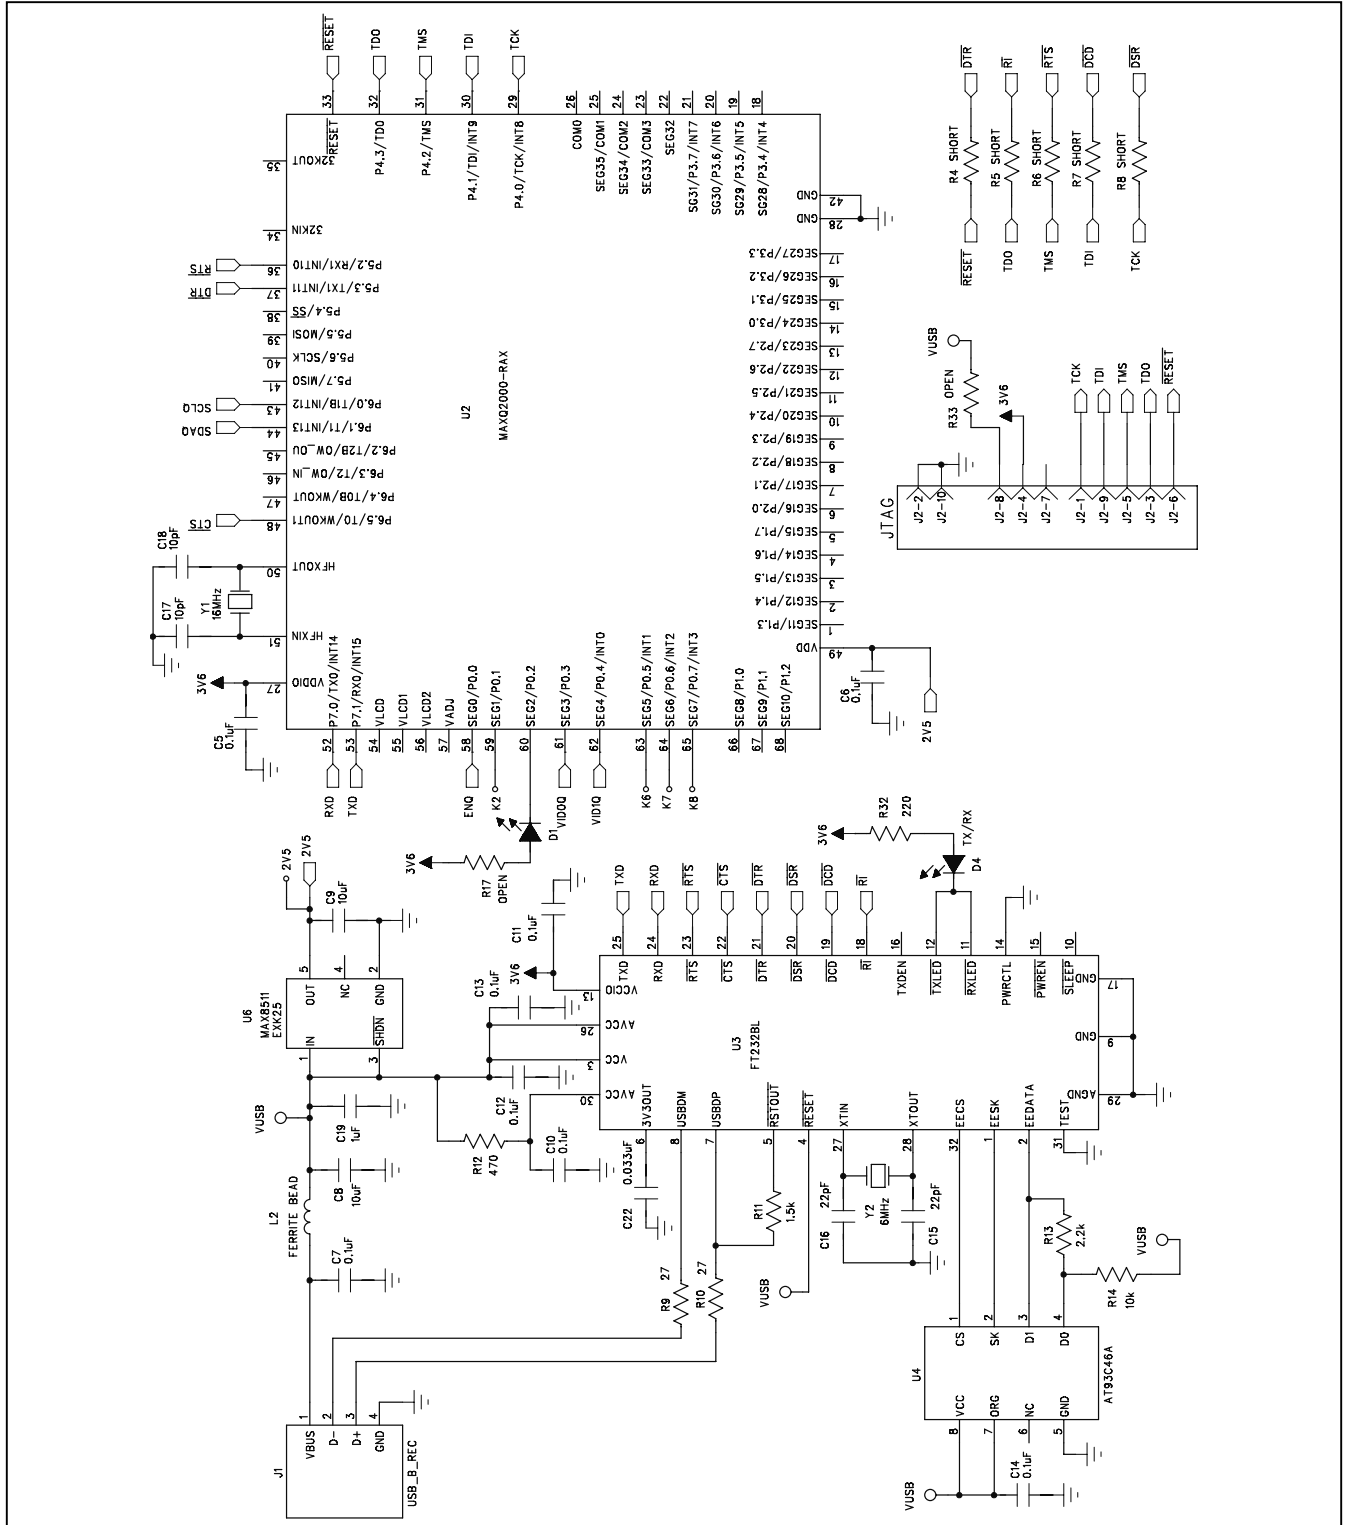 RESET
TDO
TMS
TDI
TCK
33
32
31
30
29
26
25
24
23
22
21
20
19
18
RESET
P4.3/TDO
P4.2/TMS
P4.1/TDI/INT9
P4.0/TCK/INT8
COM0
SEG35/COM1
SEG34/COM2
SEG33/COM3
SEG32
SG31/P3.7/INT7
SG30/P3.6/INT6
SG29/P3.5/INT5
SG28/P3.4/INT4
35
32KOUT
34
32KIN
RTS
36
P5.2/RX1/INT10
DTR
37
P5.3/TX1/INT11
38
P5.4/SS
39
P5.5/MOSI
40
P5.6/SCLK
41
P5.7/MISO
SCLQ
43
P6.0/T1B/INT12
SDAQ
44
P6.1/T1/INT13
45
P6.2/T2B/OW_OU
46
P6.3/T2/OW_IN
47
P6.4/T0B/WKOUT
CTS
48
P6.5/T0/WKOUT1
50
HFXOUT
51
HFXIN
27
VDDIO
C18
10pF
C17
10pF
Y1
16MHz
3V6
C5
0.1uF
U2
MAXQ2000-RAX
GND
42
GND
28
SEG27/P3.3
17
SEG26/P3.2
16
SEG25/P3.1
15
SEG24/P3.0
14
SEG23/P2.7
13
SEG22/P2.6
12
SEG21/P2.5
11
SEG20/P2.4
10
SEG19/P2.3
9
SEG18/P2.2
8
SEG17/P2.1
7
SEG16/P2.0
6
SEG15/P1.7
5
SEG14/P1.6
4
SEG13/P1.5
3
SEG12/P1.4
2
SEG11/P1.3
1
VDD
49
C6
0.1uF
2V5
P7.0/TX0/INT14
P7.1/RX0/INT15
VLCD
VLCD1
VLCD2
VADJ
SEG0/P0.0
SEG1/P0.1
SEG2/P0.2
SEG3/P0.3
SEG4/P0.4/INT0
SEG5/P0.5/INT1
SEG6/P0.6/INT2
SEG7/P0.7/INT3
SEG8/P1.0
SEG9/P1.1
SEG10/P1.2
52
53
54
55
56
57
58
59
60
61
62
63
64
65
66
67
68
RXD
TXD
ENQ
K2
VID0Q
VID1Q
K6
K7
K8
D1
3V6
R17
OPEN
DTR
RI
RTS
DCD
DSR
R4 SHORT
R5 SHORT
R6 SHORT
R7 SHORT
R8 SHORT
RESET
TDO
TMS
TDI
TCK
VUSB
R33 OPEN
3V6
TCK
TDI
TMS
TDO
RESET
JTAG
J2-2
J2-10
J2-8
J2-4
J2-7
J2-1
J2-9
J2-5
J2-3
J2-6
3V6
R32
220
TX/RX
D4
2V5
2V5
C9
10uF
5
4
2
OUT
NC
GND
U6
MAX8511
EXK25
IN
SHDN
1
3
VUSB
C19
1uF
C8
10uF
L2
FERRITE BEAD
C7
0.1uF
C11
0.1uF
3V6
C13
0.1uF
C12
0.1uF
R12
470
C10
0.1uF
TXD
RXD
RTS
CTS
DTR
DSR
DCD
RI
25
24
23
22
21
20
19
18
16
12
11
14
15
10
TXD
RXD
RTS
CTS
DTR
DSR
DCD
RI
TXDEN
TXLED
RXLED
PWRCTL
PWREN
SLEEP
13
VCCIO
26
AVCC
3
VCC
30
AVCC
U3
FT232BL
GND
17
GND
9
AGND
29
3V3OUT
USBDM
USBDP
RSTOUT
RESET
XTIN
XTOUT
EECS
EESK
EEDATA
TEST
6
8
7
5
4
27
28
32
1
2
31
0.033uF
C22
R11
1.5k
22pF
C16
Y2
6MHz
22pF
C15
R9
27
R10
27
VUSB
R13
2.2k
R14
10k
VUSB
1
2
3
4
CS
SK
D1
D0
U4
AT93C46A
VCC
ORG
NC
GND
8
7
6
5
C14
0.1uF
VUSB
1
2
3
4
VBUS
D-
D+
GND
J1
USB_B_REC